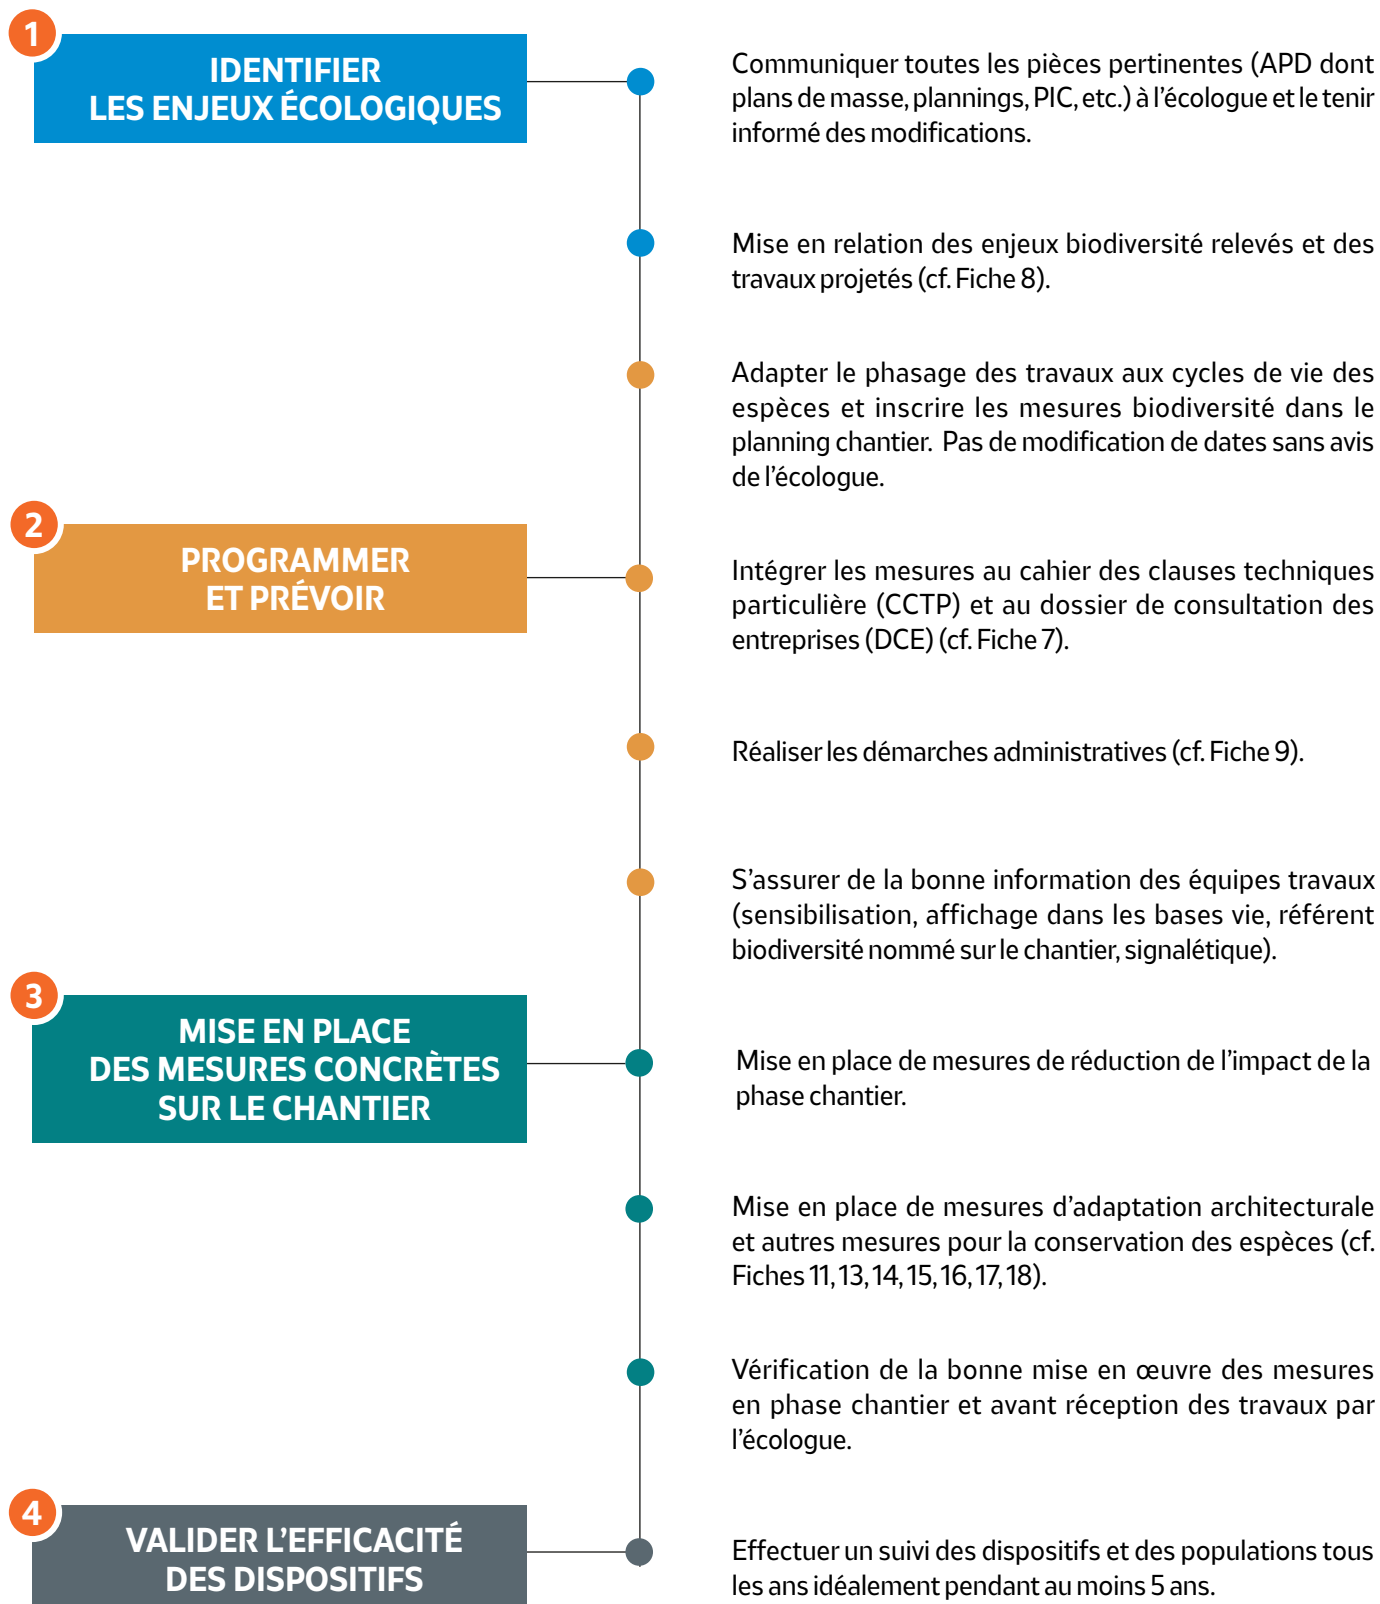 1
IDENTIFIER
LES ENJEUX ÉCOLOGIQUES
Communiquer toutes les pièces pertinentes (APD dont
plans de masse, plannings, PIC, etc.) à l’écologue et le tenir
informé des modifications.
Mise en relation des enjeux biodiversité relevés et des
travaux projetés (cf. Fiche 8).
Adapter le phasage des travaux aux cycles de vie des
espèces et inscrire les mesures biodiversité dans le
planning chantier. Pas de modification de dates sans avis
de l’écologue.
2
PROGRAMMER
ET PRÉVOIR
Intégrer les mesures au cahier des clauses techniques
particulière (CCTP) et au dossier de consultation des
entreprises (DCE) (cf. Fiche 7).
Réaliser les démarches administratives (cf. Fiche 9).
S’assurer de la bonne information des équipes travaux
(sensibilisation, affichage dans les bases vie, référent
biodiversité nommé sur le chantier, signalétique).
3
MISE EN PLACE
DES MESURES CONCRÈTES
SUR LE CHANTIER
Mise en place de mesures de réduction de l’impact de la
phase chantier.
Mise en place de mesures d’adaptation architecturale
et autres mesures pour la conservation des espèces (cf.
Fiches 11, 13, 14, 15, 16, 17, 18).
Vérification de la bonne mise en œuvre des mesures
en phase chantier et avant réception des travaux par
l’écologue.
4
VALIDER L’EFFICACITÉ
DES DISPOSITIFS
Effectuer un suivi des dispositifs et des populations tous
les ans idéalement pendant au moins 5 ans.